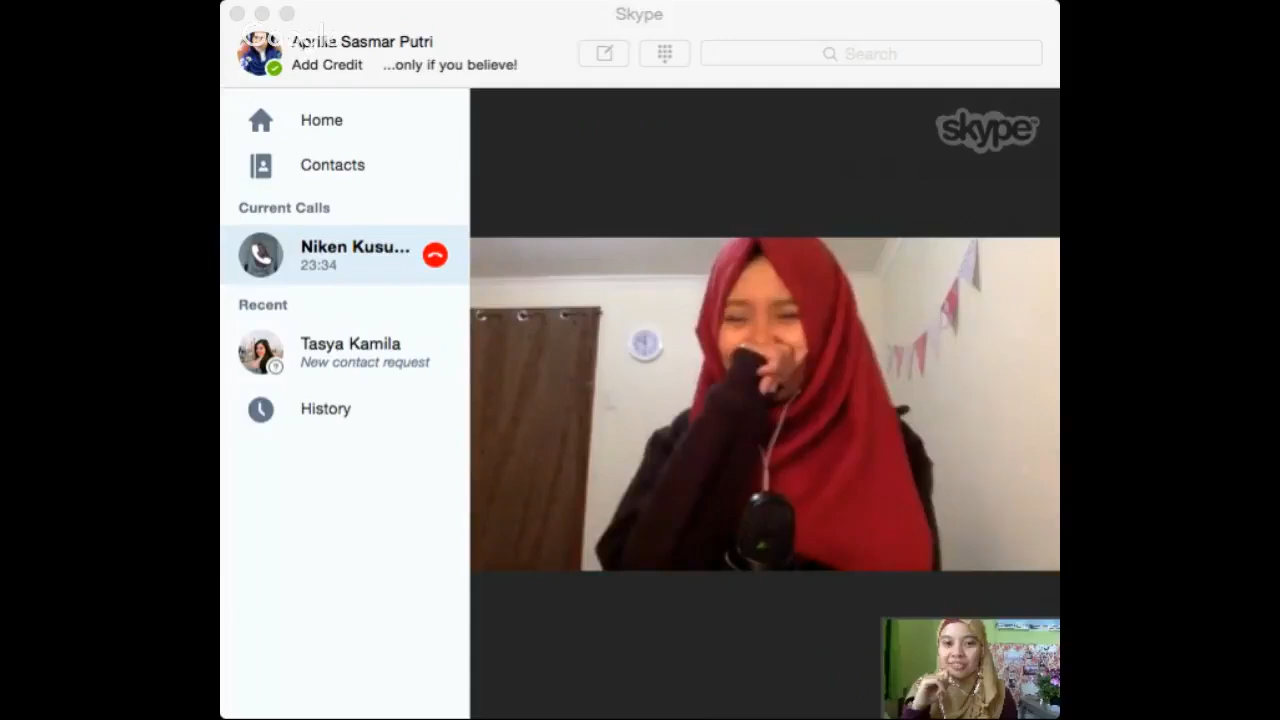 Skype
Aprilia Sasmar Putri
Add Credit ...only if you believe!
Search
Home
Contacts
skype™
Current Calls
Niken Kusu...
23:34
Recent
Tasya Kamila
New contact request
History